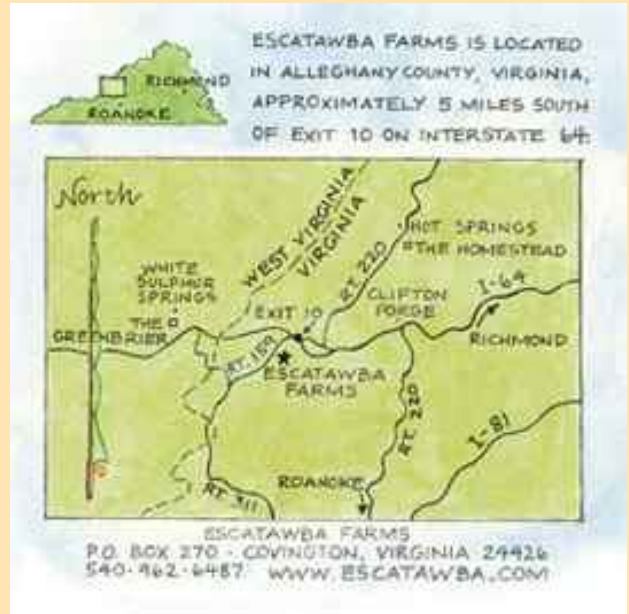 ESCATAWBA FARMS IS LOCATED
IN ALLEGHANY COUNTY, VIRGINIA,
APPROXIMATELY 5 MILES SOUTH
OF EXIT 10 ON INTERSTATE 64.
RICHMOND
ROANOKE
North
WEST VIRGINIA
VIRGINIA
RT. 220
HOT SPRINGS
THE HOMESTEAD
WHITE
SULPHUR
SPRINGS
THE
GREENBRIER
EXIT 10
CLIFTON
FORGE
I-64
RICHMOND
RT. 159
ESCATAWBA
FARMS
RT. 220
I-81
ROANOKE
RT. 311
ESCATAWBA FARMS
P.O. BOX 270 · COVINGTON, VIRGINIA 24426
540-962-6487 WWW.ESCATAWBA.COM